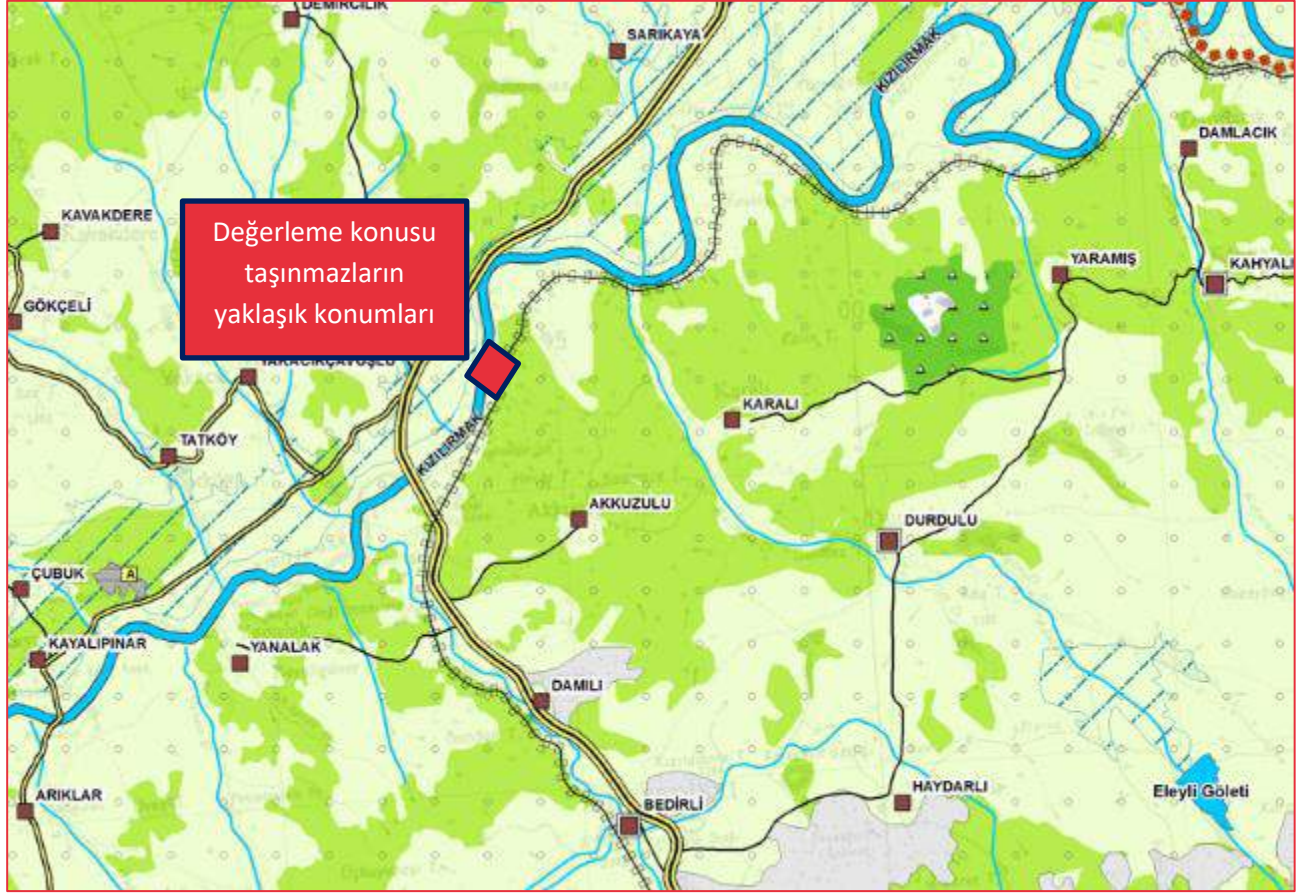 DEMİRCİLİK
SARIKAYA
KIZILIRMAK
DAMLACIK
KAVAKDERE
Değerleme konusu
taşınmazların
yaklaşık konumları
YARAMIŞ
KAHYALI
GÖKÇELİ
YARACIKÇAVUŞLU
KARALI
TATKÖY
KIZILIRMAK
AKKUZULU
DURDULU
ÇUBUK
A
KAYALIPINAR
YANALAK
DAMILI
HAYDARLI
Eleyli Göleti
ARIKLAR
BEDİRLİ